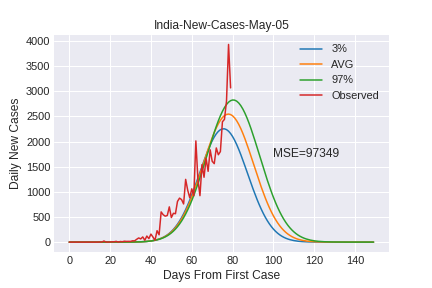 India-New-Cases-May-05
4000
3500
3000
2500
2000
1500
1000
500
0
Daily New Cases
3%
AVG
97%
Observed
MSE=97349
0 20 40 60 80 100 120 140
Days From First Case